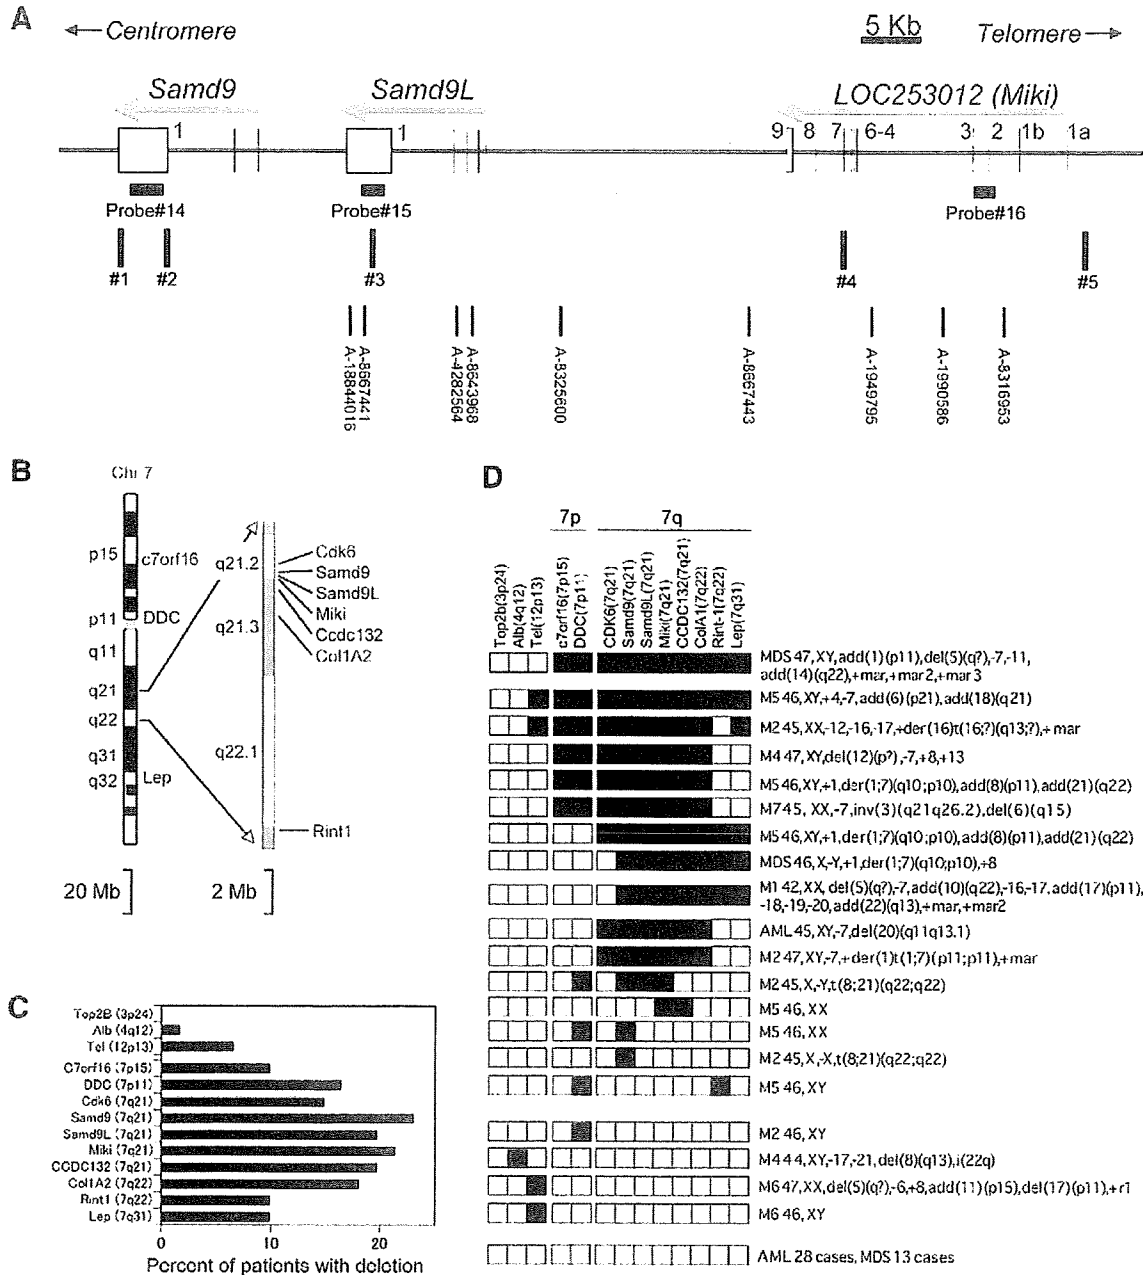 A
Centromere
5 Kb
Telomere
Samd9
Samd9L
LOC253012 (Miki)
1
1
9
8
7
6-4
3
2
1b
1a
Probe#14
Probe#15
Probe#16
#1
#2
#3
#4
#5
A-18844016
A-8667441
A-4282564
A-8643968
A-8325600
A-8667443
A-1949795
A-1990586
A-8316953
B
Chr 7
p15
c7orf16
p11
DDC
q11
q21
q22
q31
q32
Lep
20 Mb
q21.2
q21.3
q22.1
Cdk6
Samd9
Samd9L
Miki
Ccdc132
Col1A2
Rint1
2 Mb
C
Top2B (3p24)
Alb (4q12)
Tel (12p13)
C7orf16 (7p15)
DDC (7p11)
Cdk6 (7q21)
Samd9 (7q21)
Samd9L (7q21)
Miki (7q21)
CCDC132 (7q21)
Col1A2 (7q22)
Rint1 (7q22)
Lep (7q31)
0
10
20
Percent of patients with deletion
D
7p
7q
Top2b(3p24)
Alb(4q12)
Tel(12p13)
c7orf16(7p15)
DDC(7p11)
CDK6(7q21)
Samd9(7q21)
Samd9L(7q21)
Miki(7q21)
CCDC132(7q21)
ColA1(7q22)
Rint-1(7q22)
Lep(7q31)
MDS 47, XY, add(1)(p11), del(5)(q?),-7,-11,
add(14)(q22),+mar,+mar2,+mar3
M5 46, XY,+4,-7, add(6)(p21), add(18)(q21)
M2 45, XX,-12,-16,-17,+der(16)t(16;?)(q13;?),+mar
M4 47, XY,del(12)(p?),-7,+8,+13
M5 46,XY,+1,der(1;7)(q10;p10), add(8)(p11), add(21)(q22)
M7 45, XX,-7, inv(3)(q21q26.2), del(6)(q15)
M5 46,XY,+1,der(1;7)(q10;p10), add(8)(p11), add(21)(q22)
MDS 46, X,-Y,+1,der(1;7)(q10;p10),+8
M1 42, XX, del(5)(q?),-7, add(10)(q22),-16,-17, add(17)(p11),
-18,-19,-20, add(22)(q13),+mar,+mar2
AML 45, XY,-7,del(20)(q11q13.1)
M2 47, XY,-7,+der(1)t(1;7)(p11;p11),+mar
M2 45, X,-Y,t(8;21)(q22;q22)
M5 46, XX
M5 46, XX
M2 45, X,-X,t(8;21)(q22;q22)
M5 46, XY
M2 46, XY
M4 44, XY,-17,-21, del(8)(q13),i(22q)
M6 47, XX, del(5)(q?),-6,+8, add(11)(p15), del(17)(p11),+r1
M6 46, XY
AML 28 cases, MDS 13 cases